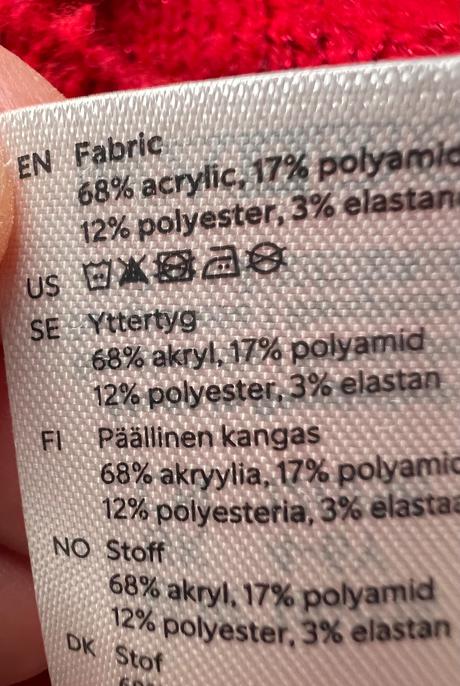 EN Fabric
68% acrylic, 17% polyamid
12% polyester, 3% elastan
US
SE Yttertyg
68% akryl, 17% polyamid
12% polyester, 3% elastan
FI Päällinen kangas
68% akryylia, 17% polyamid
12% polyesteria, 3% elastaa
NO Stoff
68% akryl, 17% polyamid
12% polyester, 3% elastan
DK Stof